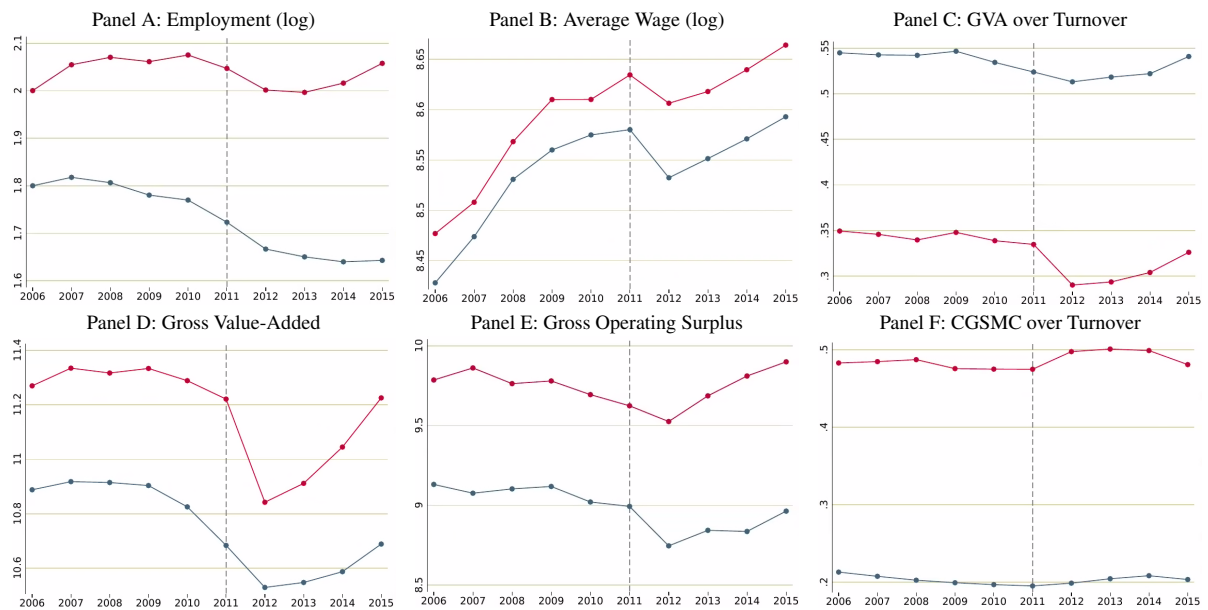 Panel A: Employment (log)
2.1
2
1.9
1.8
1.7
1.6
2006 2007 2008 2009 2010 2011 2012 2013 2014 2015
Panel B: Average Wage (log)
8.65
8.6
8.55
8.5
8.45
2006 2007 2008 2009 2010 2011 2012 2013 2014 2015
Panel C: GVA over Turnover
.55
.5
.45
.4
.35
.3
2006 2007 2008 2009 2010 2011 2012 2013 2014 2015
Panel D: Gross Value-Added
11.4
11.2
11
10.8
10.6
2006 2007 2008 2009 2010 2011 2012 2013 2014 2015
Panel E: Gross Operating Surplus
10
9.5
9
8.5
2006 2007 2008 2009 2010 2011 2012 2013 2014 2015
Panel F: CGSMC over Turnover
.5
.4
.3
.2
2006 2007 2008 2009 2010 2011 2012 2013 2014 2015